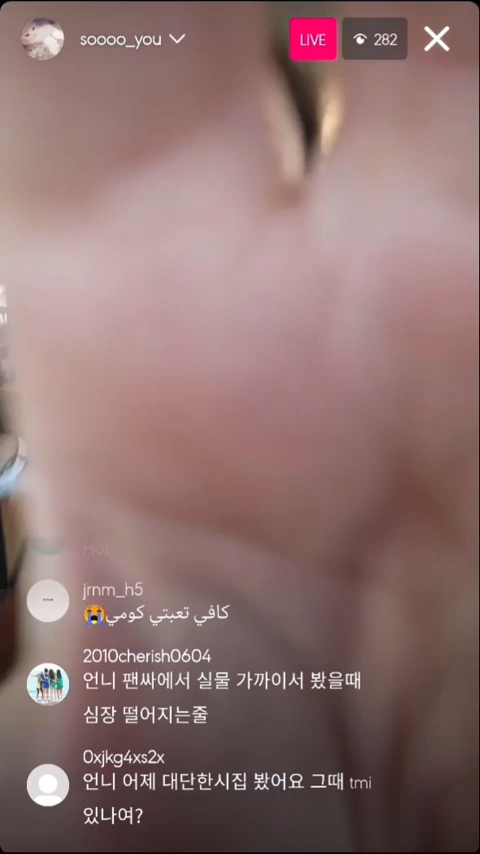 soooo_you
LIVE
282
jrnm_h5
كافي تعبتي كومي😭
2010cherish0604
언니 팬싸에서 실물 가까이서 봤을때
심장 떨어지는줄
0xjkg4xs2x
언니 어제 대단한시집 봤어요 그때 tmi
있나여?